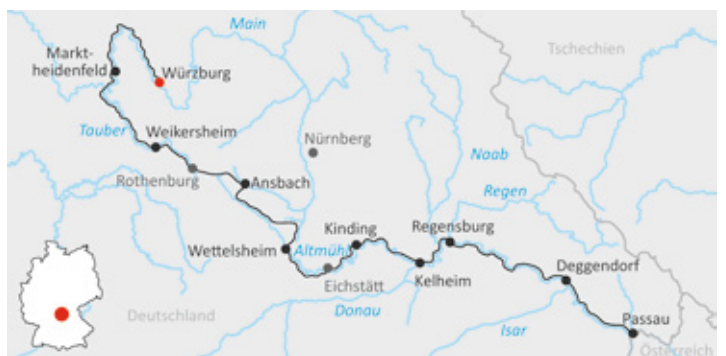 Main
Tschechien
Markt-
heidenfeld
Würzburg
Tauber
Weikersheim
Nürnberg
Naab
Rothenburg
Ansbach
Regen
Kinding
Regensburg
Wettelsheim
Altmühl
Deggendorf
Eichstätt
Kelheim
Deutschland
Donau
Isar
Passau
Österreich